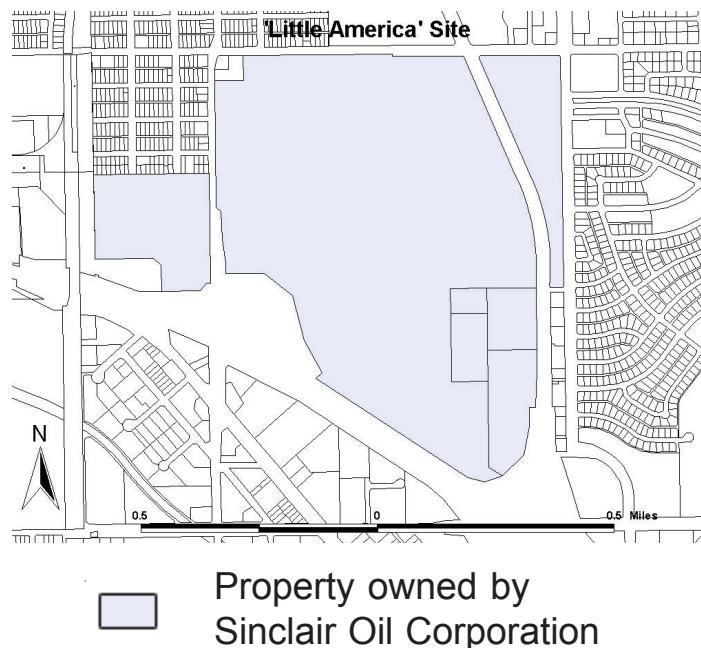 'Little America' Site
N
0.5 0 0.5 Miles
Property owned by
Sinclair Oil Corporation